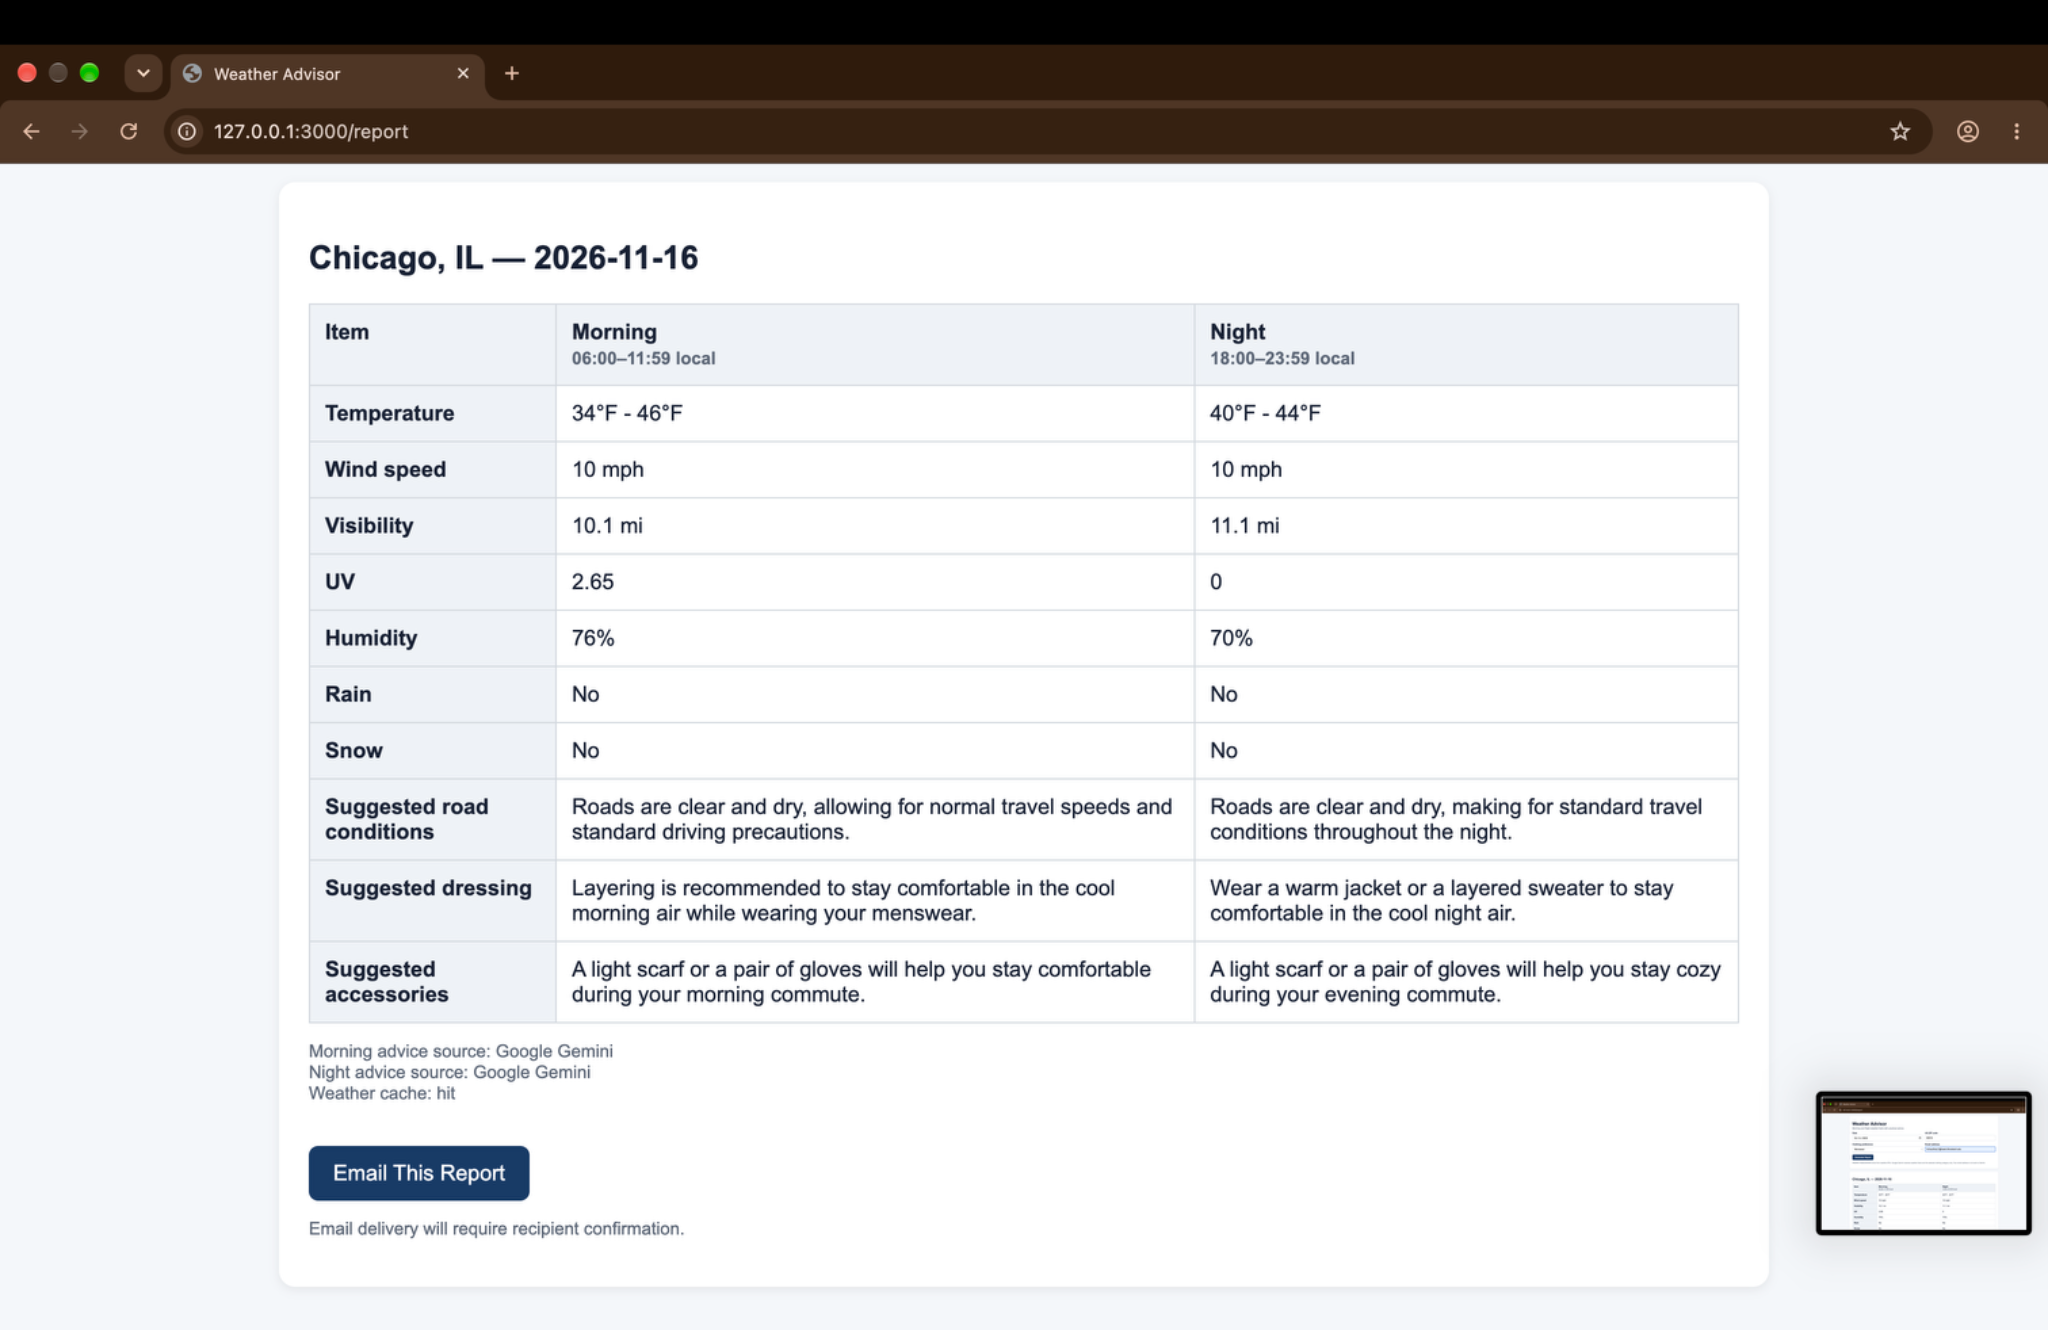 Weather Advisor
127.0.0.1:3000/report
Chicago, IL — 2026-11-16
Item Morning Night
06:00–11:59 local 18:00–23:59 local
Temperature 34°F - 46°F 40°F - 44°F
Wind speed 10 mph 10 mph
Visibility 10.1 mi 11.1 mi
UV 2.65 0
Humidity 76% 70%
Rain No No
Snow No No
Suggested road Roads are clear and dry, allowing for normal travel speeds and Roads are clear and dry, making for standard travel
conditions standard driving precautions. conditions throughout the night.
Suggested dressing Layering is recommended to stay comfortable in the cool Wear a warm jacket or a layered sweater to stay
morning air while wearing your menswear. comfortable in the cool night air.
Suggested A light scarf or a pair of gloves will help you stay comfortable A light scarf or a pair of gloves will help you stay cozy
accessories during your morning commute. during your evening commute.
Morning advice source: Google Gemini
Night advice source: Google Gemini
Weather cache: hit
Email This Report
Email delivery will require recipient confirmation.
Weather Advisor
Chicago, IL — 2026-11-16